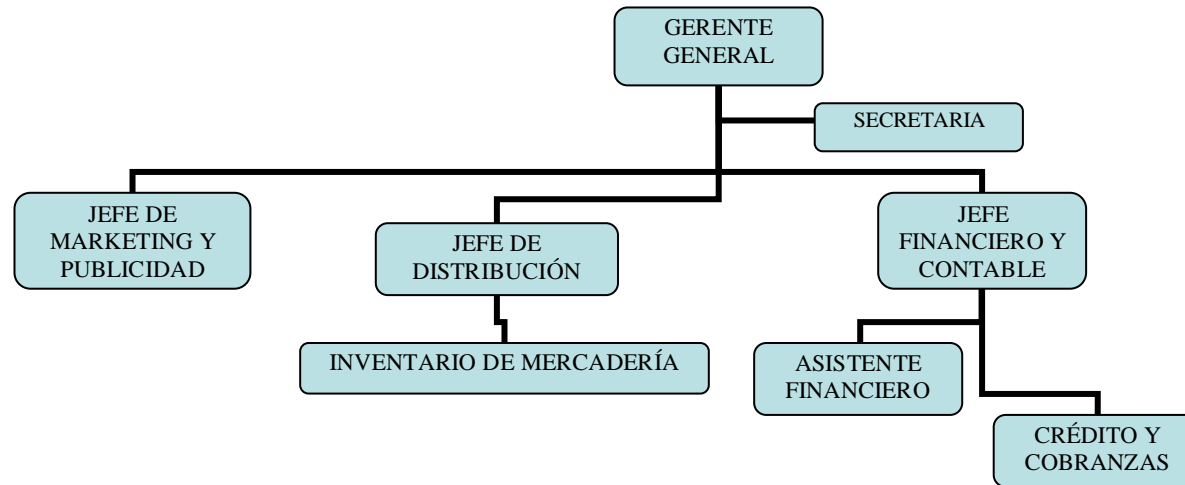 GERENTE
GENERAL
SECRETARIA
JEFE DE
MARKETING Y
PUBLICIDAD
JEFE DE
DISTRIBUCIÓN
JEFE
FINANCIERO Y
CONTABLE
INVENTARIO DE MERCADERÍA
ASISTENTE
FINANCIERO
CRÉDITO Y
COBRANZAS